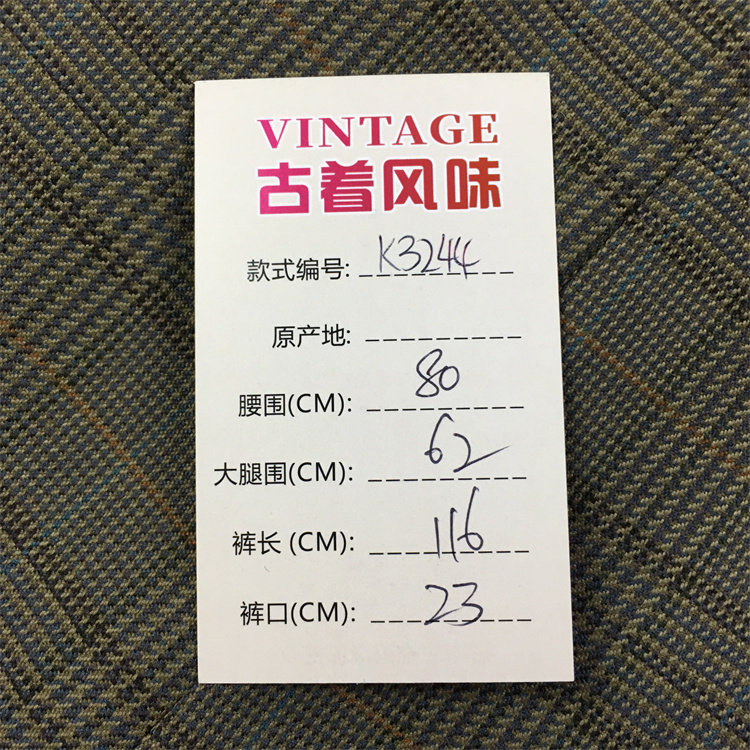 VINTAGE
古着风味
款式编号: K3244
原产地:
腰围(CM): 80
大腿围(CM): 62
裤长 (CM): 116
裤口(CM): 23